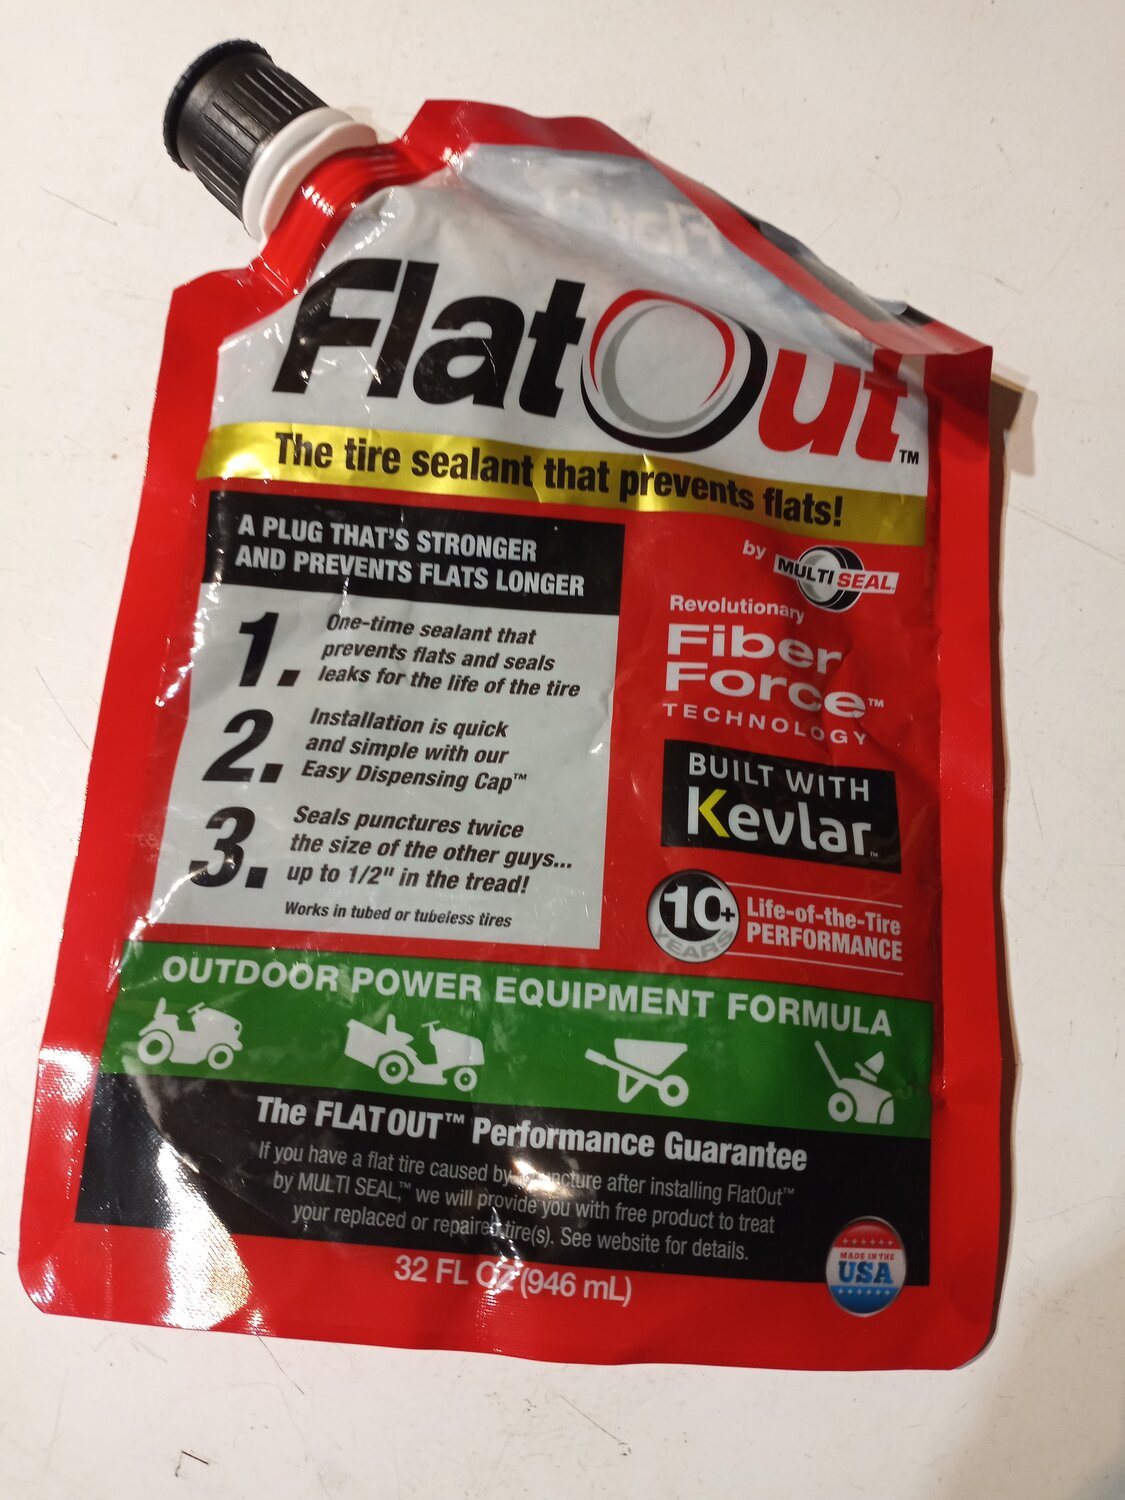 FlatOut™
The tire sealant that prevents flats!
A PLUG THAT'S STRONGER
AND PREVENTS FLATS LONGER
1. One-time sealant that
prevents flats and seals
leaks for the life of the tire
2. Installation is quick
and simple with our
Easy Dispensing Cap™
3. Seals punctures twice
the size of the other guys...
up to 1/2" in the tread!
Works in tubed or tubeless tires
by MULTI SEAL
Revolutionary
Fiber
Force™
TECHNOLOGY
BUILT WITH
Kevlar™
10+
YEARS
Life-of-the-Tire
PERFORMANCE
OUTDOOR POWER EQUIPMENT FORMULA
The FLATOUT™ Performance Guarantee
If you have a flat tire caused by puncture after installing FlatOut™
by MULTI SEAL,™ we will provide you with free product to treat
your replaced or repaired tire(s). See website for details.
32 FL OZ (946 mL)
MADE IN THE
USA